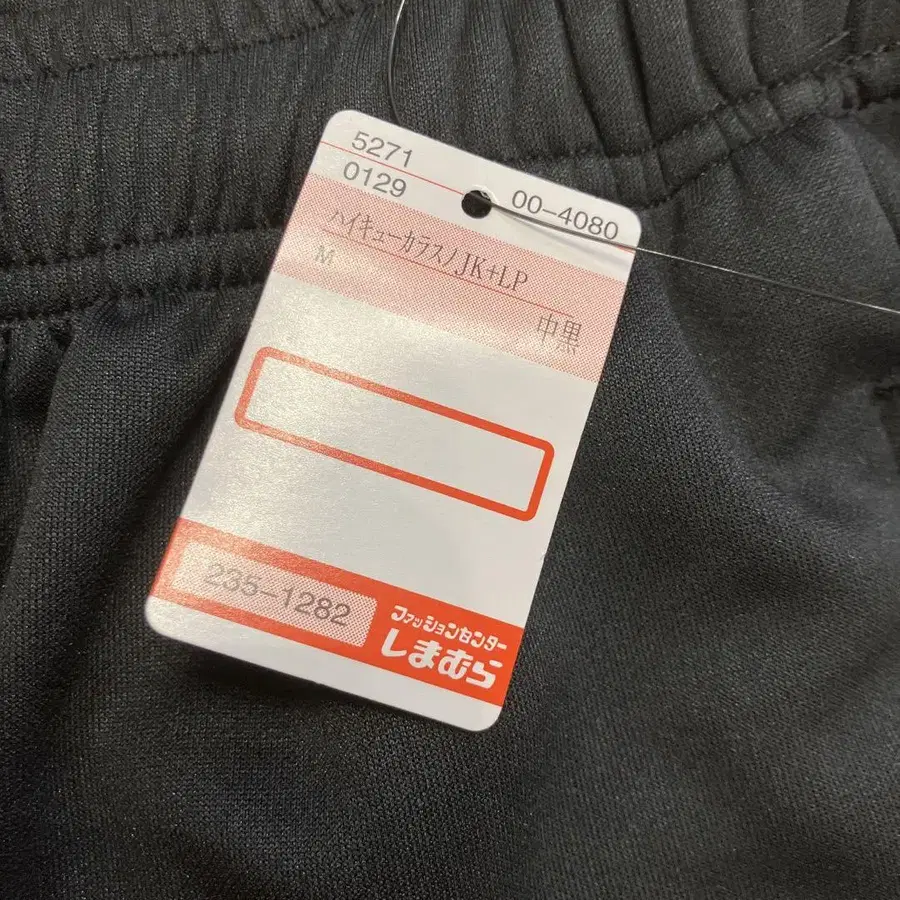 5271
0129
00-4080
ハイキューカラスノJK+LP
M
中黒
235-1282
ファッションセンター
しまむら